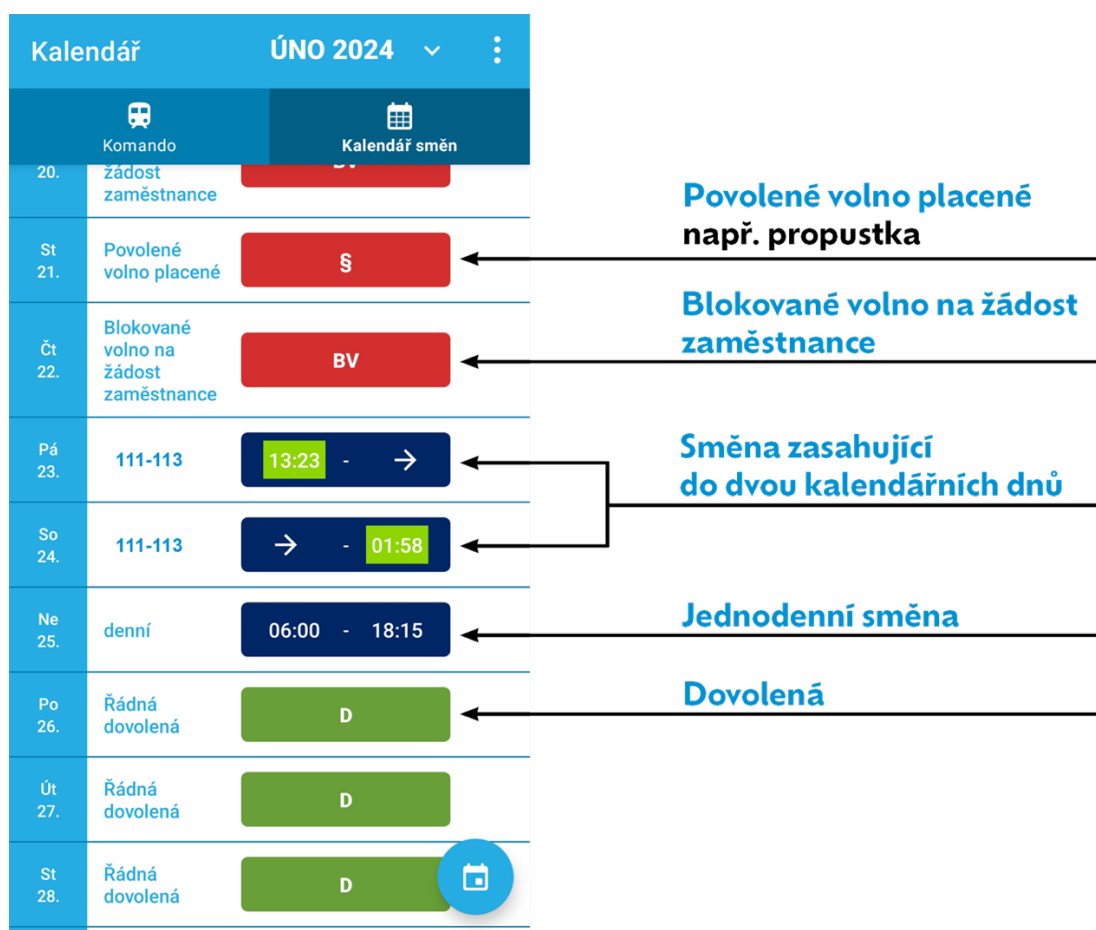 Kalendář
ÚNO 2024
Komando
Kalendář směn
20.
žádost
zaměstnance
BV
St
21.
Povolené
volno placené
§
Čt
22.
Blokované
volno na
žádost
zaměstnance
BV
Pá
23.
111-113
13:23 - →
So
24.
111-113
→ - 01:58
Ne
25.
denní
06:00 - 18:15
Po
26.
Řádná
dovolená
D
Út
27.
Řádná
dovolená
D
St
28.
Řádná
dovolená
D
Povolené volno placené
např. propustka
Blokované volno na žádost
zaměstnance
Směna zasahující
do dvou kalendářních dnů
Jednodenní směna
Dovolená